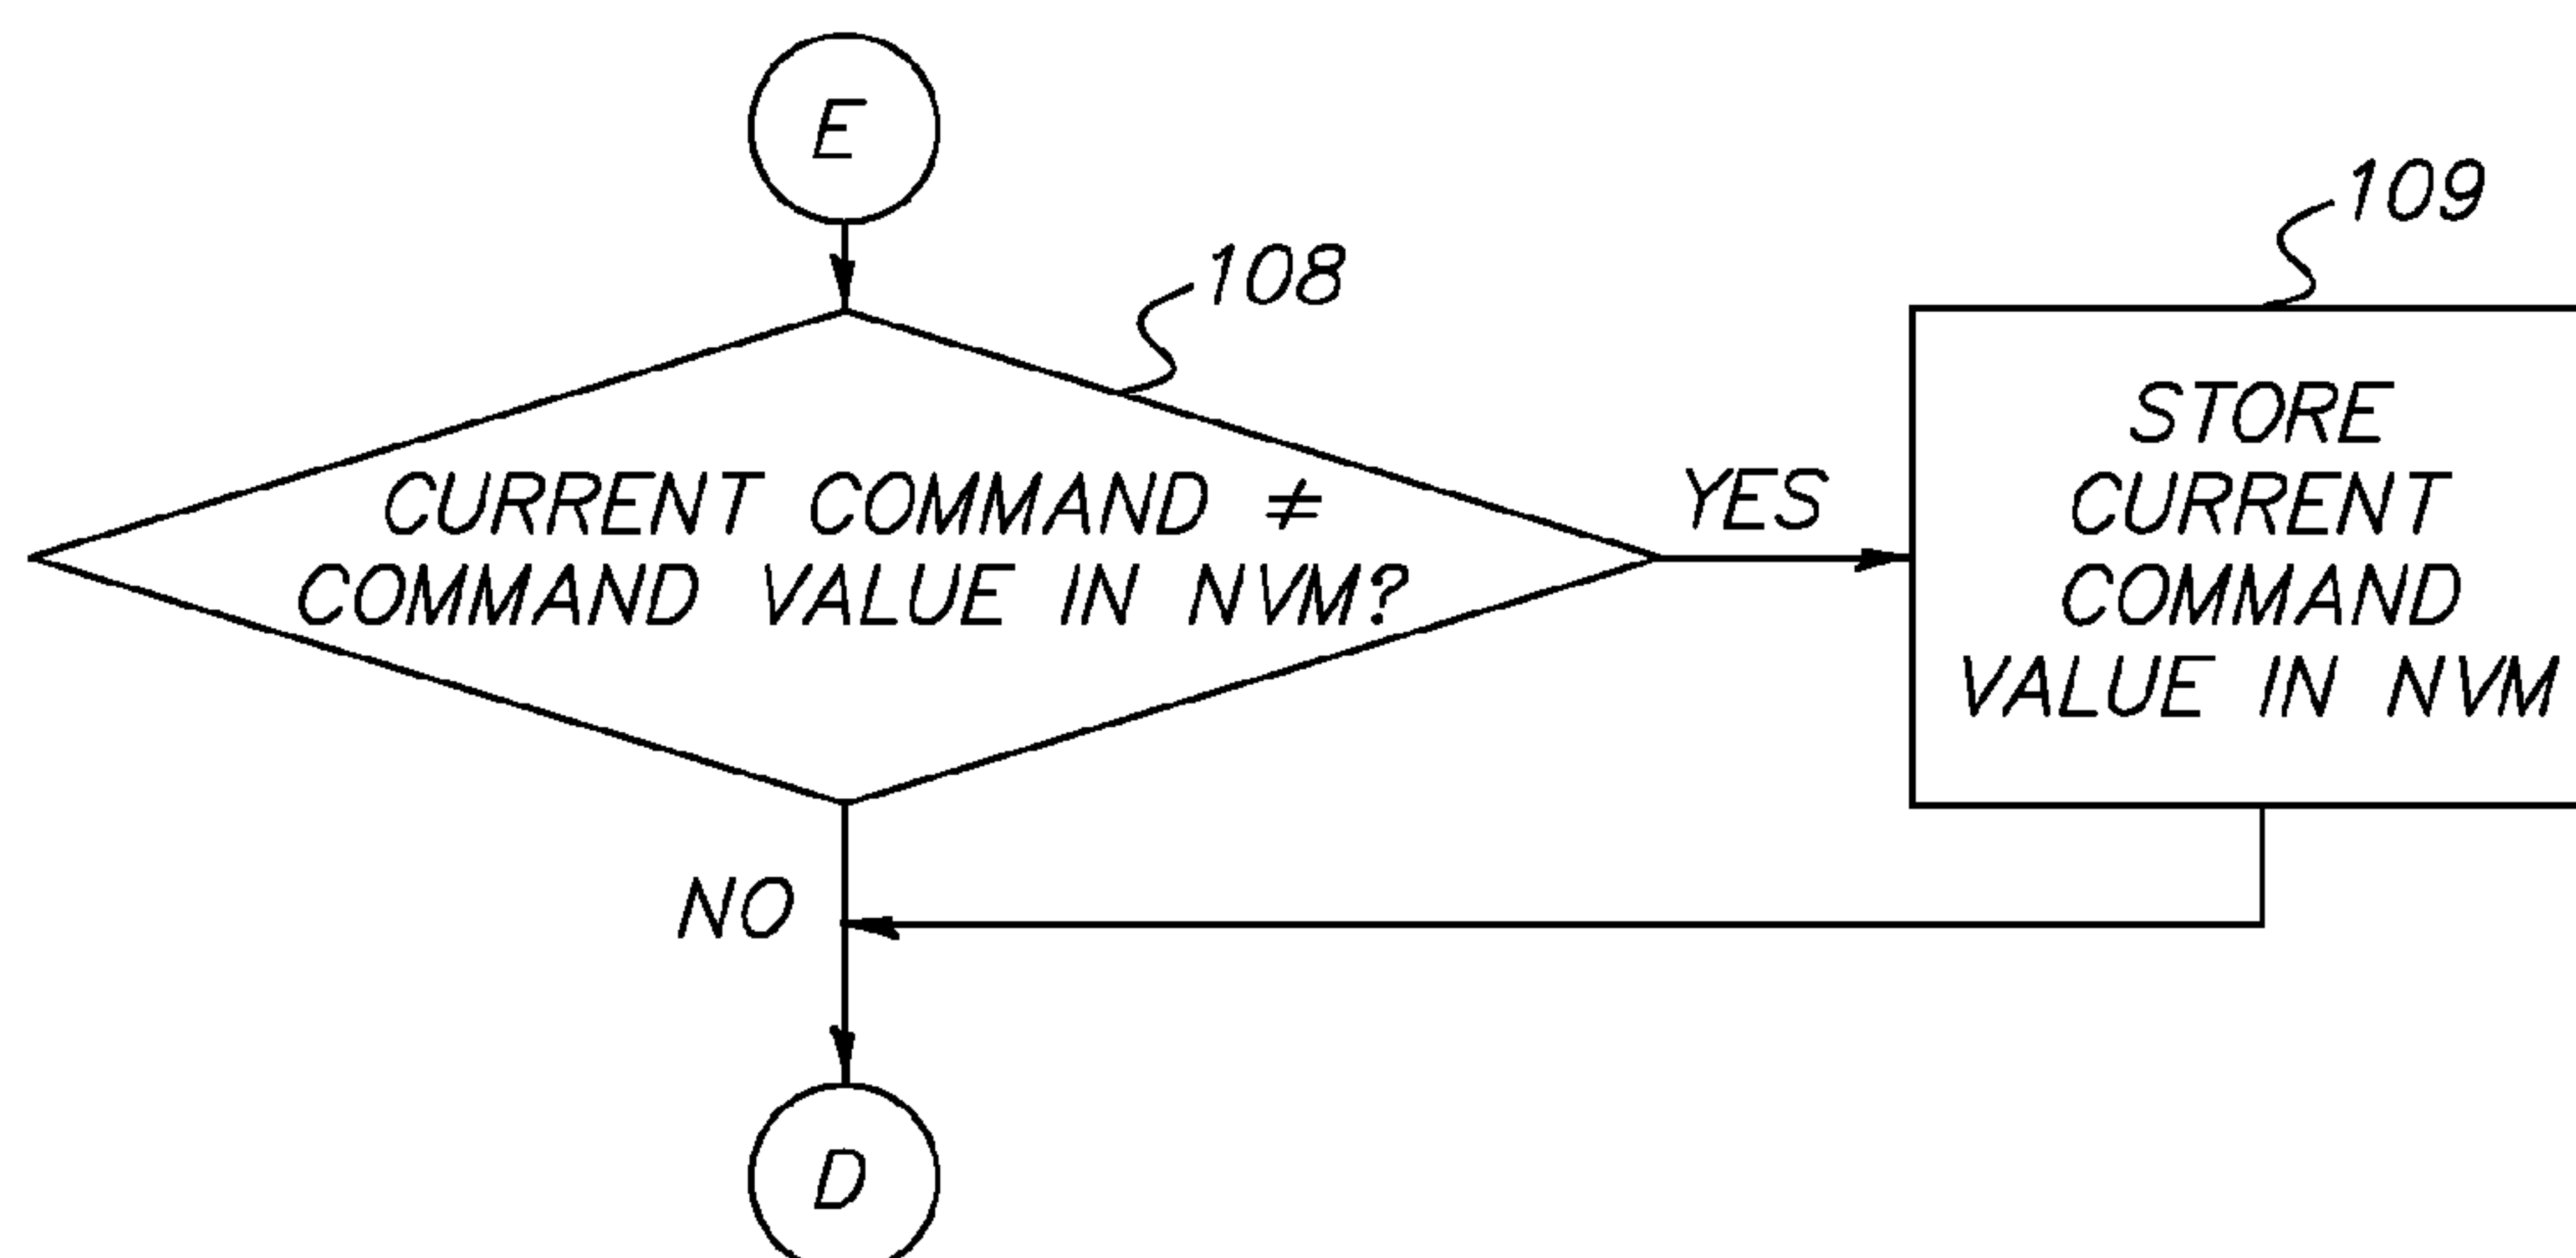 E
108
109
CURRENT COMMAND ≠
COMMAND VALUE IN NVM?
YES
STORE
CURRENT
COMMAND
VALUE IN NVM
NO
D